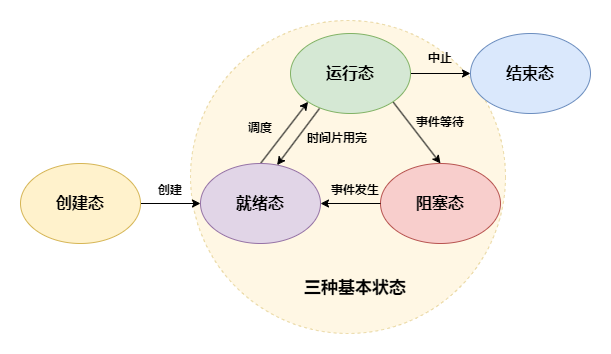 运行态
中止
结束态
调度
时间片用完
事件等待
创建态
创建
就绪态
事件发生
阻塞态
三种基本状态